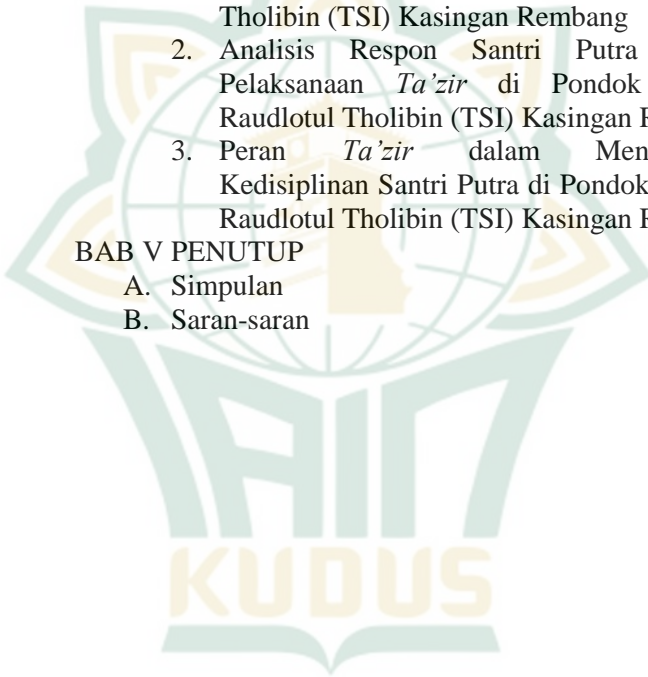 Tholibin (TSI) Kasingan Rembang
2. Analisis Respon Santri Putra
Pelaksanaan Ta’zir di Pondok
Raudlotul Tholibin (TSI) Kasingan
3. Peran Ta’zir dalam
Kedisiplinan Santri Putra di Pondok
Raudlotul Tholibin (TSI) Kasingan
BAB V PENUTUP
A. Simpulan
B. Saran-saran
IAIN
KUDUS